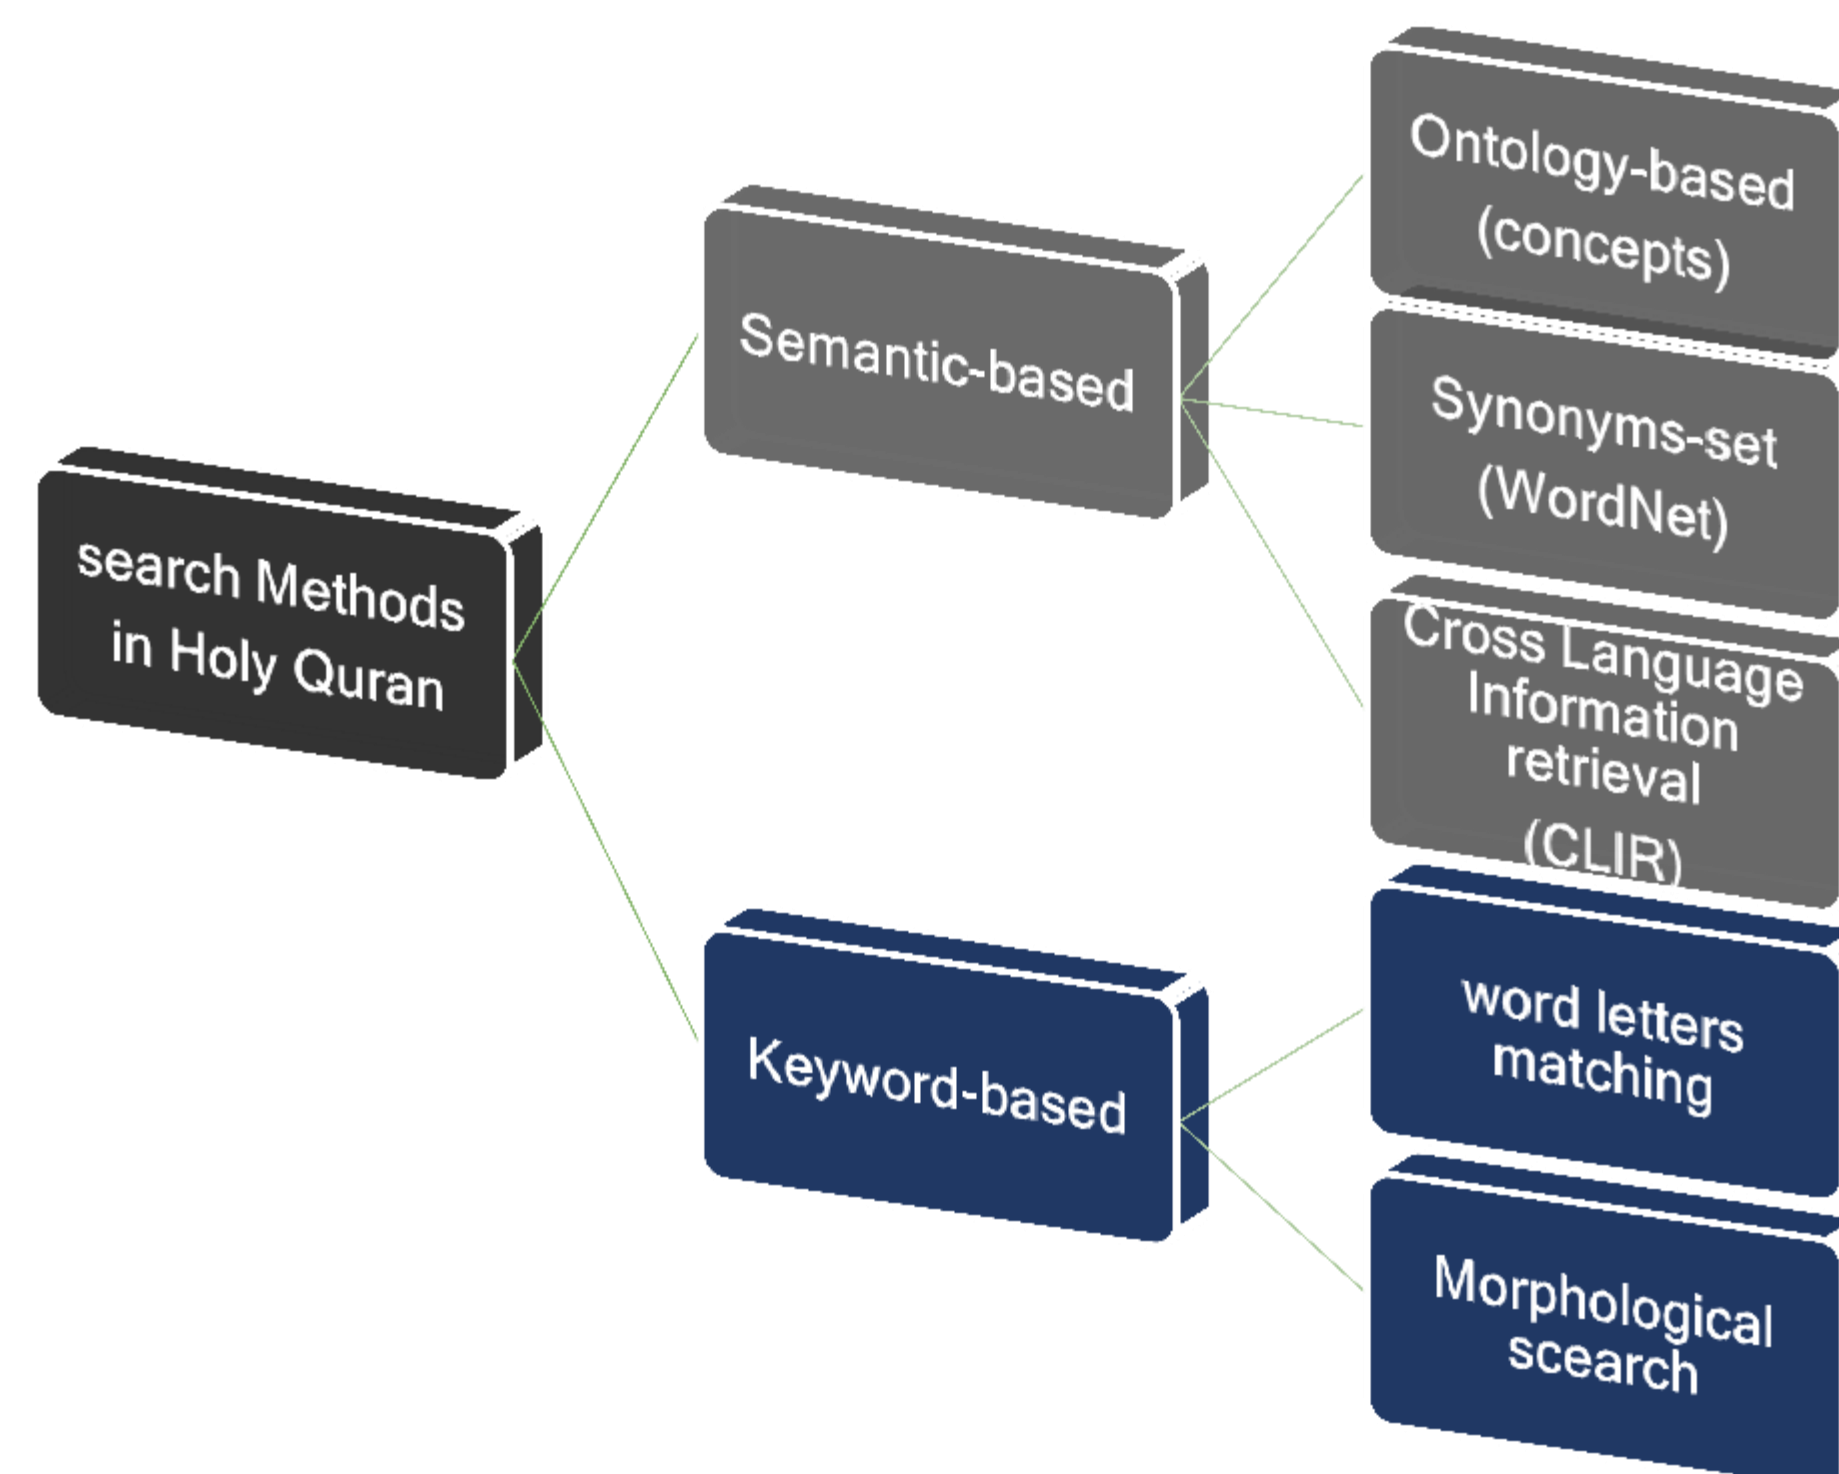 search Methods
in Holy Quran
Semantic-based
Keyword-based
Ontology-based
(concepts)
Synonyms-set
(WordNet)
Cross Language
Information
retrieval
(CLIR)
word letters
matching
Morphological
scearch